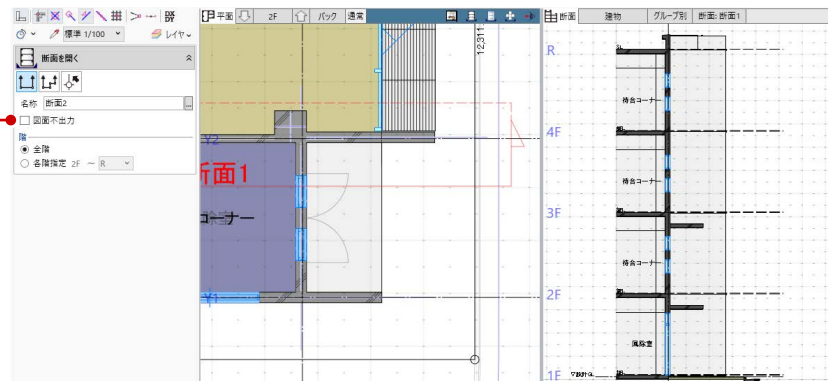 平面 2F バック 通常
断面 建物 グループ別 断面: 断面1
標準 1/100 レイヤ
断面を開く
名称 断面2 ...
図面不出力
階
全階
各階指定 2F ～ R
12,311
Y2
断面1
コーナー
Y1
R
待合コーナー
4F
待合コーナー
3F
待合コーナー
2F
風除室
1F